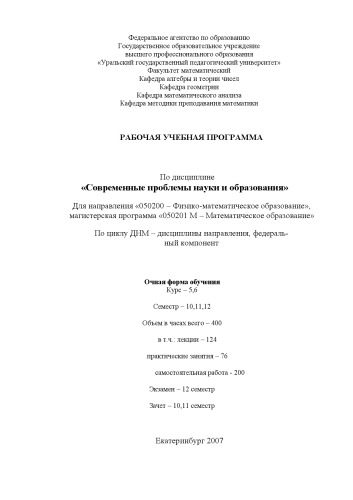 Федеральное агентство по образованию
Государственное образовательное учреждение
высшего профессионального образования
«Уральский государственный педагогический университет»
Факультет математический
Кафедра алгебры и теории чисел
Кафедра геометрии
Кафедра математического анализа
Кафедра методики преподавания математики
РАБОЧАЯ УЧЕБНАЯ ПРОГРАММА
По дисциплине
«Современные проблемы науки и образования»
Для направления «050200 – Физико-математическое образование»,
магистерская программа «050201 М – Математическое образование»
По циклу ДНМ – дисциплины направления, федераль-
ный компонент
Очная форма обучения
Курс – 5,6
Семестр – 10,11,12
Объем в часах всего – 400
в т.ч.: лекции – 124
практические занятия – 76
самостоятельная работа - 200
Экзамен – 12 семестр
Зачет – 10,11 семестр
Екатеринбург 2007